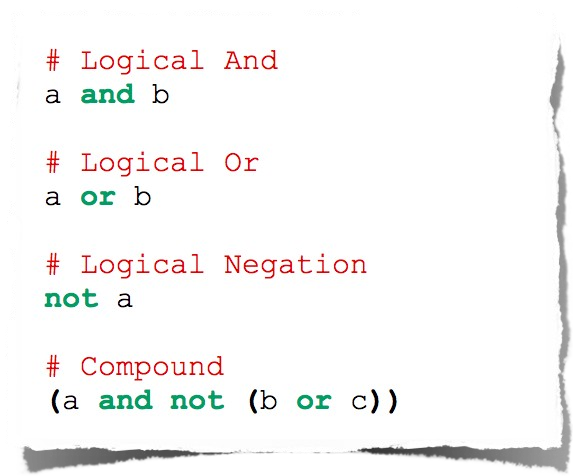 # Logical And
a and b
# Logical Or
a or b
# Logical Negation
not a
# Compound
(a and not (b or c))